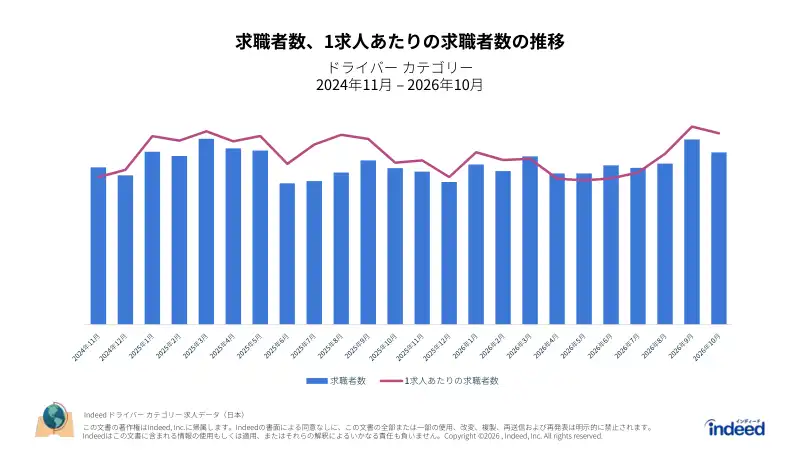 求職者数、1求人あたりの求職者数の推移
ドライバー カテゴリー
2024年11月 – 2026年10月
2024年11月
2024年12月
2025年1月
2025年2月
2025年3月
2025年4月
2025年5月
2025年6月
2025年7月
2025年8月
2025年9月
2025年10月
2025年11月
2025年12月
2026年1月
2026年2月
2026年3月
2026年4月
2026年5月
2026年6月
2026年7月
2026年8月
2026年9月
2026年10月
求職者数
1求人あたりの求職者数
Indeed ドライバー カテゴリー 求人データ（日本）
この文書の著作権はIndeed, Inc.に帰属します。Indeedの書面による同意なしに、この文書の全部または一部の使用、改変、複製、再送信および再発表は明示的に禁止されます。
Indeedはこの文書に含まれる情報の使用もしくは適用、またはそれらの解釈によるいかなる責任も負いません。Copyright ©2026 , Indeed, Inc. All rights reserved.
インディード
indeed